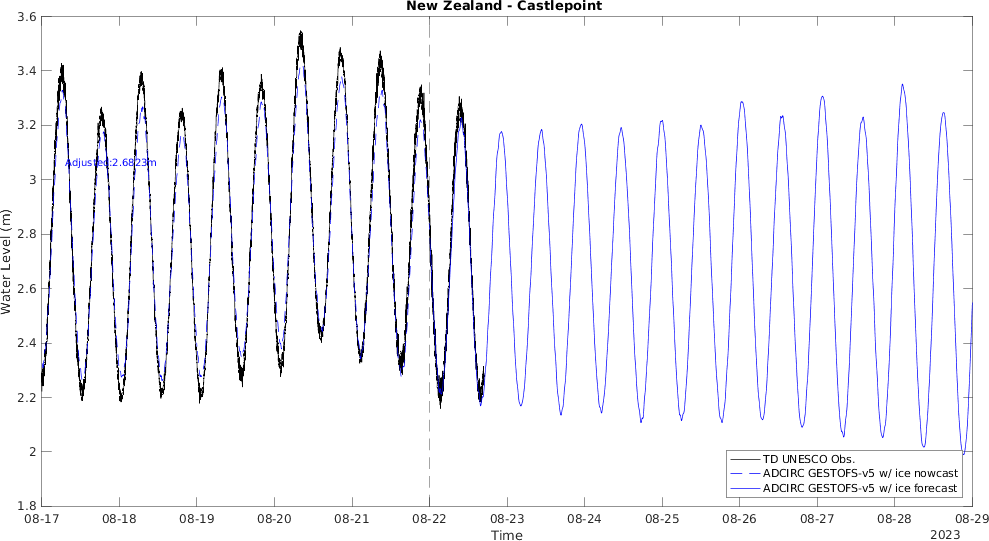 New Zealand - Castlepoint
3.6
3.4
3.2
3
2.8
2.6
2.4
2.2
2
1.8
Water Level (m)
Adjusted:2.6823m
TD UNESCO Obs.
ADCIRC GESTOFS-v5 w/ ice nowcast
ADCIRC GESTOFS-v5 w/ ice forecast
08-17 08-18 08-19 08-20 08-21 08-22 08-23 08-24 08-25 08-26 08-27 08-28 08-29
Time
2023